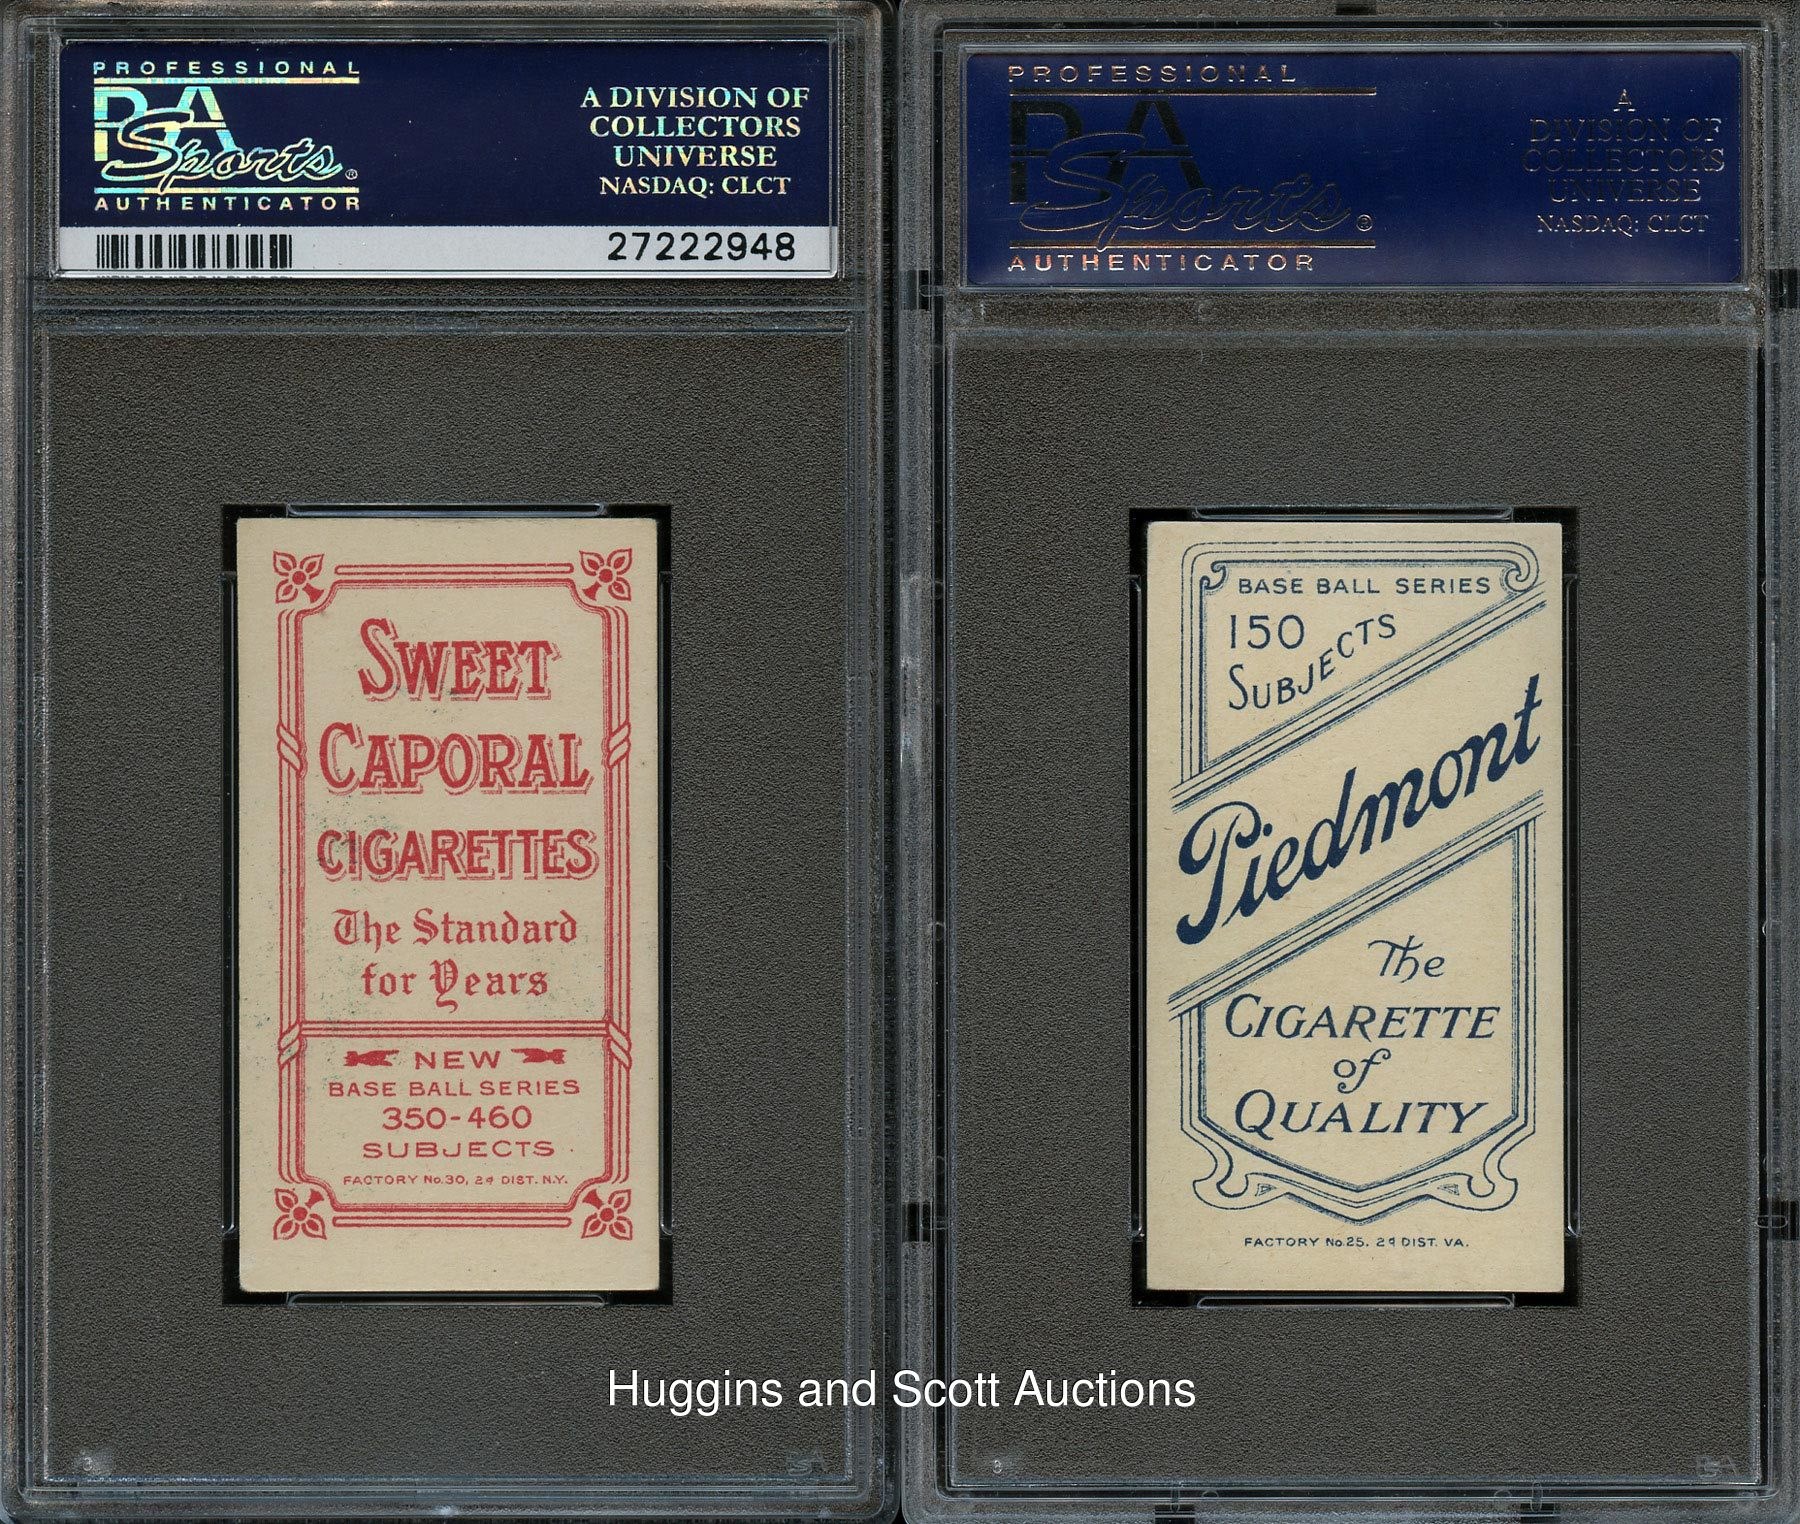 PROFESSIONAL
PSA
Sports®
AUTHENTICATOR
A DIVISION OF
COLLECTORS
UNIVERSE
NASDAQ: CLCT
27222948
SWEET
CAPORAL
CIGARETTES
The Standard
for Years
NEW
BASE BALL SERIES
350-460
SUBJECTS
FACTORY No.30, 2d DIST. N.Y.
PROFESSIONAL
PSA
Sports®
AUTHENTICATOR
A
DIVISION OF
COLLECTORS
UNIVERSE
NASDAQ: CLCT
BASE BALL SERIES
150
SUBJECTS
Piedmont
The
CIGARETTE
of
QUALITY
FACTORY No.25. 2d DIST. VA.
Huggins and Scott Auctions
PSA
PSA